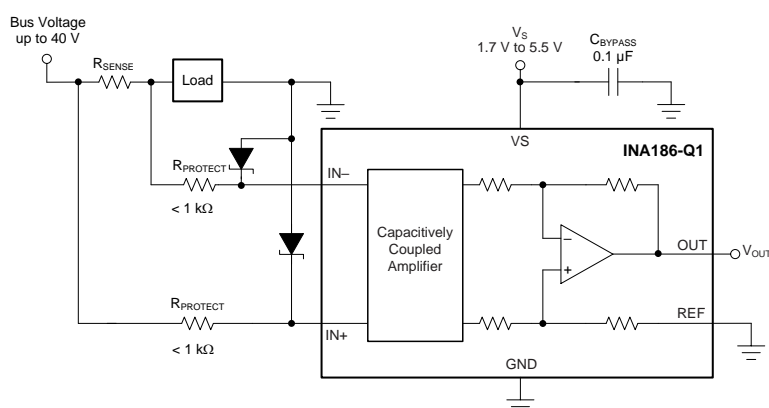 Bus Voltage
up to 40 V
RSENSE
Load
VS
1.7 V to 5.5 V
CBYPASS
0.1 µF
VS
INA186-Q1
RPROTECT
< 1 kΩ
IN–
Capacitively
Coupled
Amplifier
–
+
OUT
VOUT
RPROTECT
< 1 kΩ
IN+
REF
GND